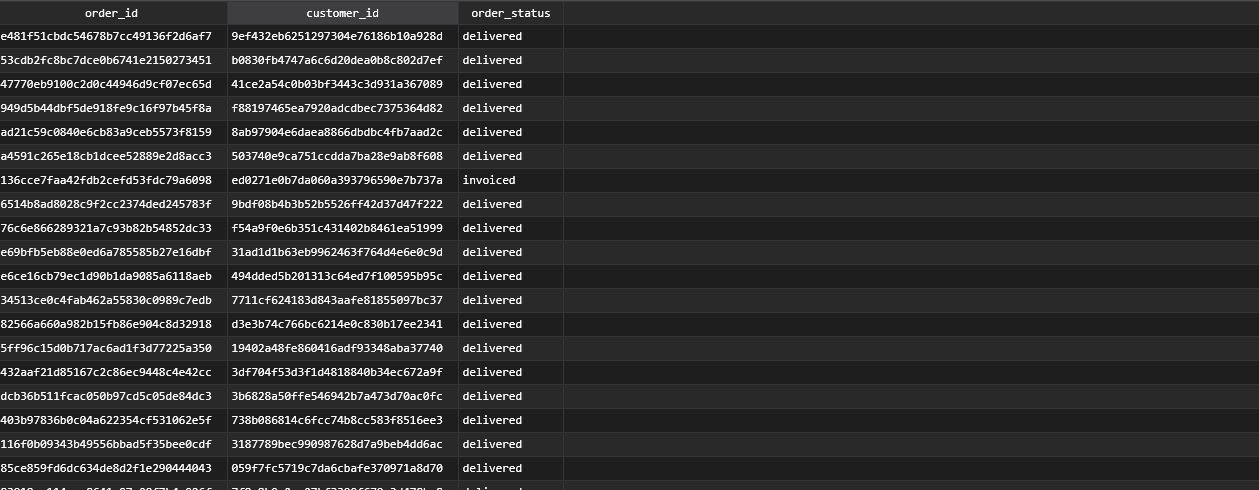 order_id customer_id order_status
e481f51cbdc54678b7cc49136f2d6af7 9ef432eb6251297304e76186b10a928d delivered
53cdb2fc8bc7dce0b6741e2150273451 b0830fb4747a6c6d20dea0b8c802d7ef delivered
47770eb9100c2d0c44946d9cf07ec65d 41ce2a54c0b03bf3443c3d931a367089 delivered
949d5b44dbf5de918fe9c16f97b45f8a f88197465ea7920adcdbec7375364d82 delivered
ad21c59c0840e6cb83a9ceb5573f8159 8ab97904e6daea8866dbdbc4fb7aad2c delivered
a4591c265e18cb1dcee52889e2d8acc3 503740e9ca751ccdda7ba28e9ab8f608 delivered
136cce7faa42fdb2cefd53fdc79a6098 ed0271e0b7da060a393796590e7b737a invoiced
6514b8ad8028c9f2cc2374ded245783f 9bdf08b4b3b52b5526ff42d37d47f222 delivered
76c6e866289321a7c93b82b54852dc33 f54a9f0e6b351c431402b8461ea51999 delivered
e69bfb5eb88e0ed6a785585b27e16dbf 31ad1d1b63eb9962463f764d4e6e0c9d delivered
e6ce16cb79ec1d90b1da9085a6118aeb 494dded5b201313c64ed7f100595b95c delivered
34513ce0c4fab462a55830c0989c7edb 7711cf624183d843aafe81855097bc37 delivered
82566a660a982b15fb86e904c8d32918 d3e3b74c766bc6214e0c830b17ee2341 delivered
5ff96c15d0b717ac6ad1f3d77225a350 19402a48fe860416adf93348aba37740 delivered
432aaf21d85167c2c86ec9448c4e42cc 3df704f53d3f1d4818840b34ec672a9f delivered
dcb36b511fcac050b97cd5c05de84dc3 3b6828a50ffe546942b7a473d70ac0fc delivered
403b97836b0c04a622354cf531062e5f 738b086814c6fcc74b8cc583f8516ee3 delivered
116f0b09343b49556bbad5f35bee0cdf 3187789bec990987628d7a9beb4dd6ac delivered
85ce859fd6dc634de8d2f1e290444043 059f7fc5719c7da6cbafe370971a8d70 delivered